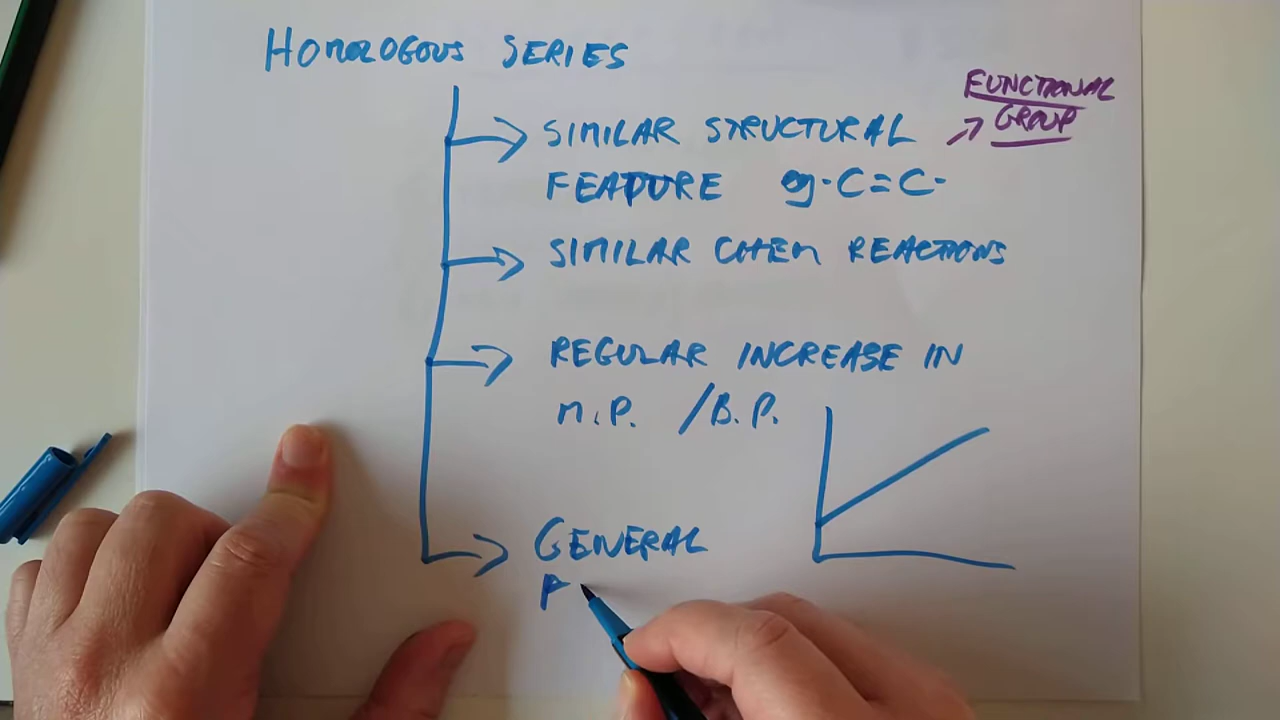 HOMOLOGOUS SERIES
FUNCTIONAL
GROUP
SIMILAR STRUCTURAL
FEATURE eg ·C=C·
SIMILAR CHEM REACTIONS
REGULAR INCREASE IN
M.P. /B.P.
GENERAL
F